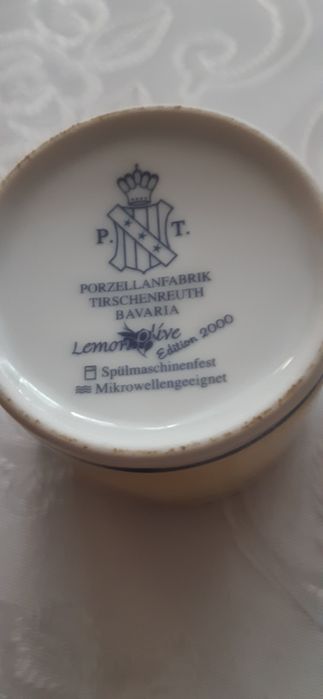 P. T.
PORZELLANFABRIK
TIRSCHENREUTH
BAVARIA
Lemon Olive
Edition 2000
Spülmaschinenfest
Mikrowellengeeignet